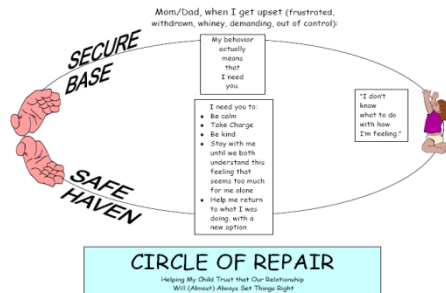 Mom/Dad, when I get upset (frustrated,
withdrawn, whiney, demanding, out of control):
SECURE
BASE
My behavior
actually
means
that
I need
you.
"I don't
know
what to do
with how
I'm feeling."
I need you to:
• Be calm
• Take Charge
• Be kind
• Stay with me
until we both
understand this
feeling that
seems too much
for me alone
• Help me return
to what I was
doing, with a
new option
SAFE
HAVEN
CIRCLE OF REPAIR
Helping My Child Trust that Our Relationship
Will (Almost) Always Set Things Right